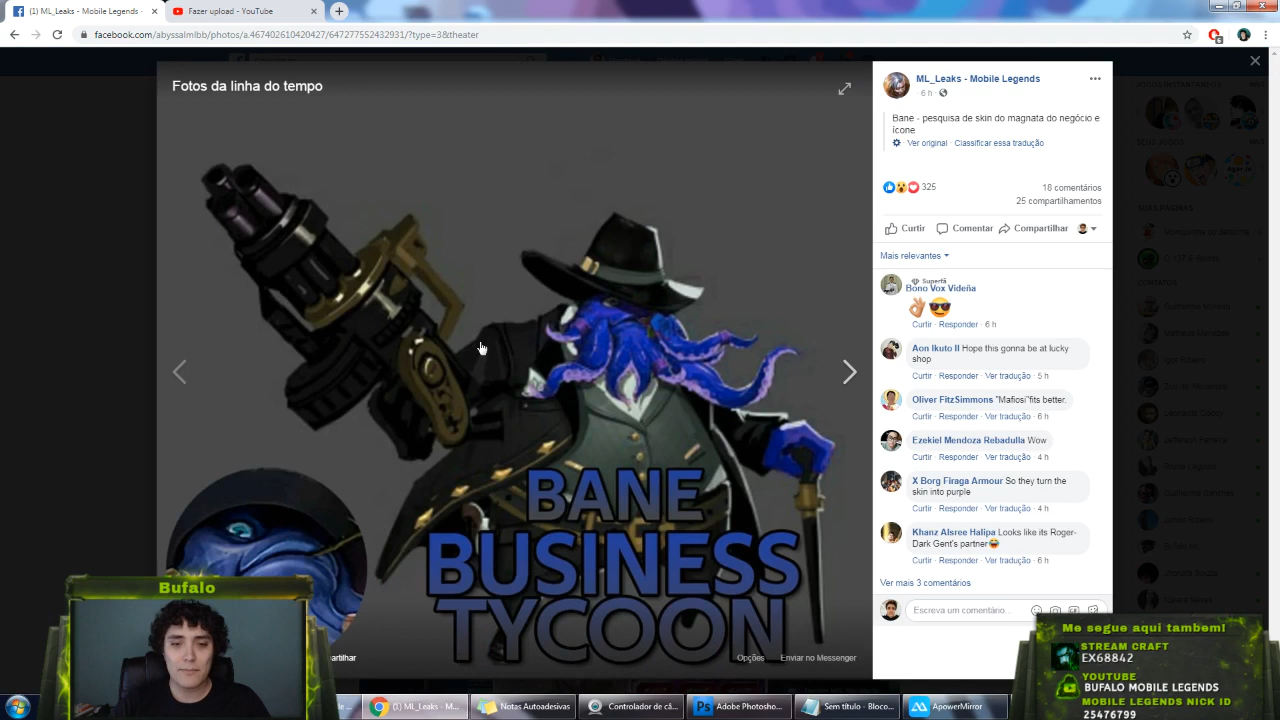 (1) ML_Leaks - Mobile Legends -
Fazer upload - YouTube
facebook.com/abyssalmlbb/photos/a.467402610420427/647277552432931/?type=3&theater
Fotos da linha do tempo
ML_Leaks - Mobile Legends
6 h
Bane - pesquisa de skin do magnata do negócio e
ícone
Ver original · Classificar essa tradução
325
18 comentários
25 compartilhamentos
Curtir Comentar Compartilhar
Mais relevantes
Superfã
Bono Vox Videña
Curtir · Responder · 6 h
Aon Ikuto II Hope this gonna be at lucky
shop
Curtir · Responder · Ver tradução · 5 h
Oliver FitzSimmons "Mafiosi"fits better.
Curtir · Responder · Ver tradução · 6 h
Ezekiel Mendoza Rebadulla Wow
Curtir · Responder · Ver tradução · 4 h
X Borg Firaga Armour So they turn the
skin into purple
Curtir · Responder · Ver tradução · 4 h
Khanz Alsree Halipa Looks like its Roger-
Dark Gent's partner
Curtir · Responder · Ver tradução · 6 h
Ver mais 3 comentários
Escreva um comentário...
BANE
BUSINESS
TYCOON
Opções Enviar no Messenger
Bufalo
Me segue aqui tambem!
STREAM CRAFT
EX68842
YOUTUBE
BUFALO MOBILE LEGENDS
MOBILE LEGENDS NICK ID
25476799
ML_Leaks - M...
Notas Autoadesivas
Controlador de câ...
Adobe Photosho...
Sem título - Bloco...
ApowerMirror